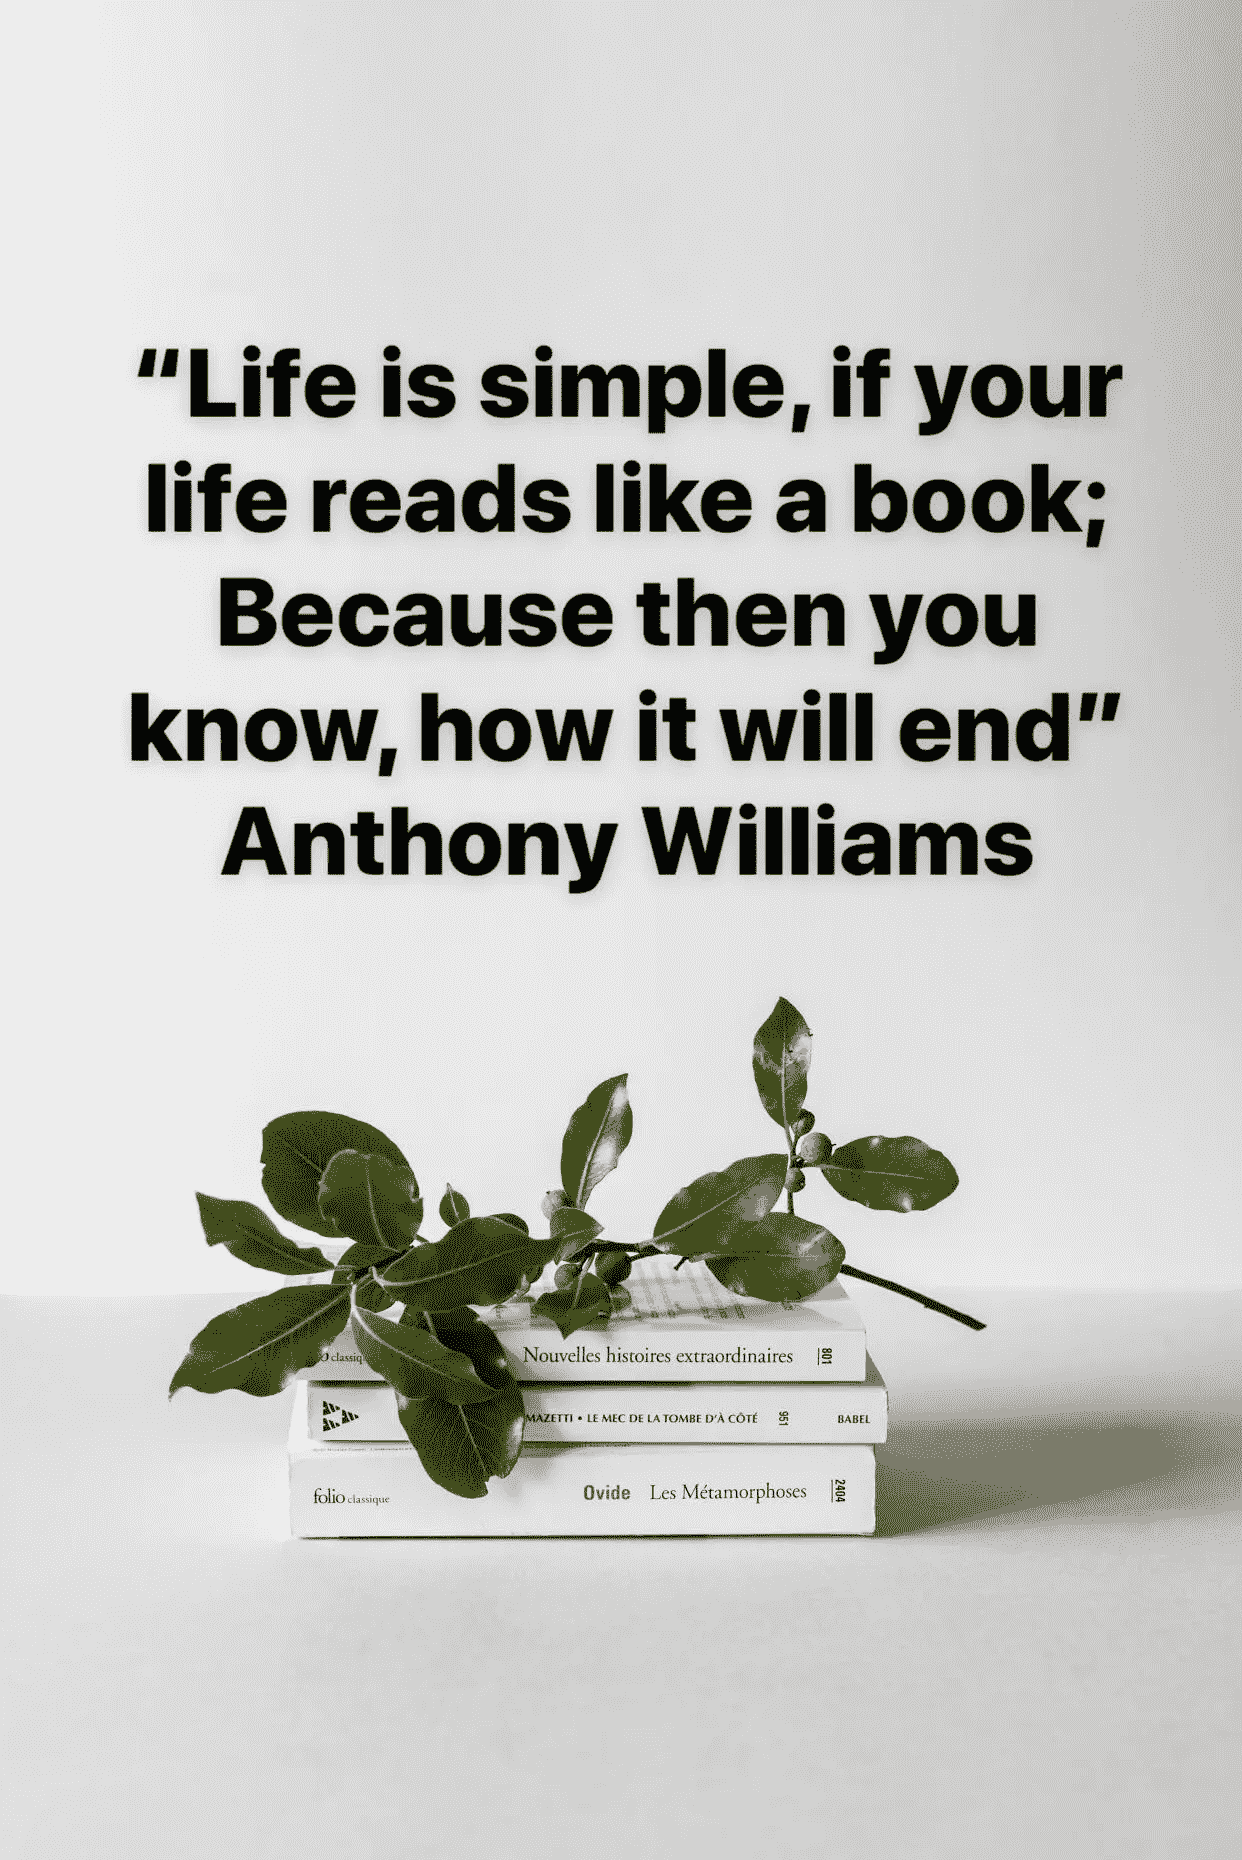 “Life is simple, if your
life reads like a book;
Because then you
know, how it will end”
Anthony Williams
classiq
Nouvelles histoires extraordinaires
801
MAZETTI • LE MEC DE LA TOMBE D'À CÔTÉ
951
BABEL
folio classique
Ovide Les Métamorphoses
2404